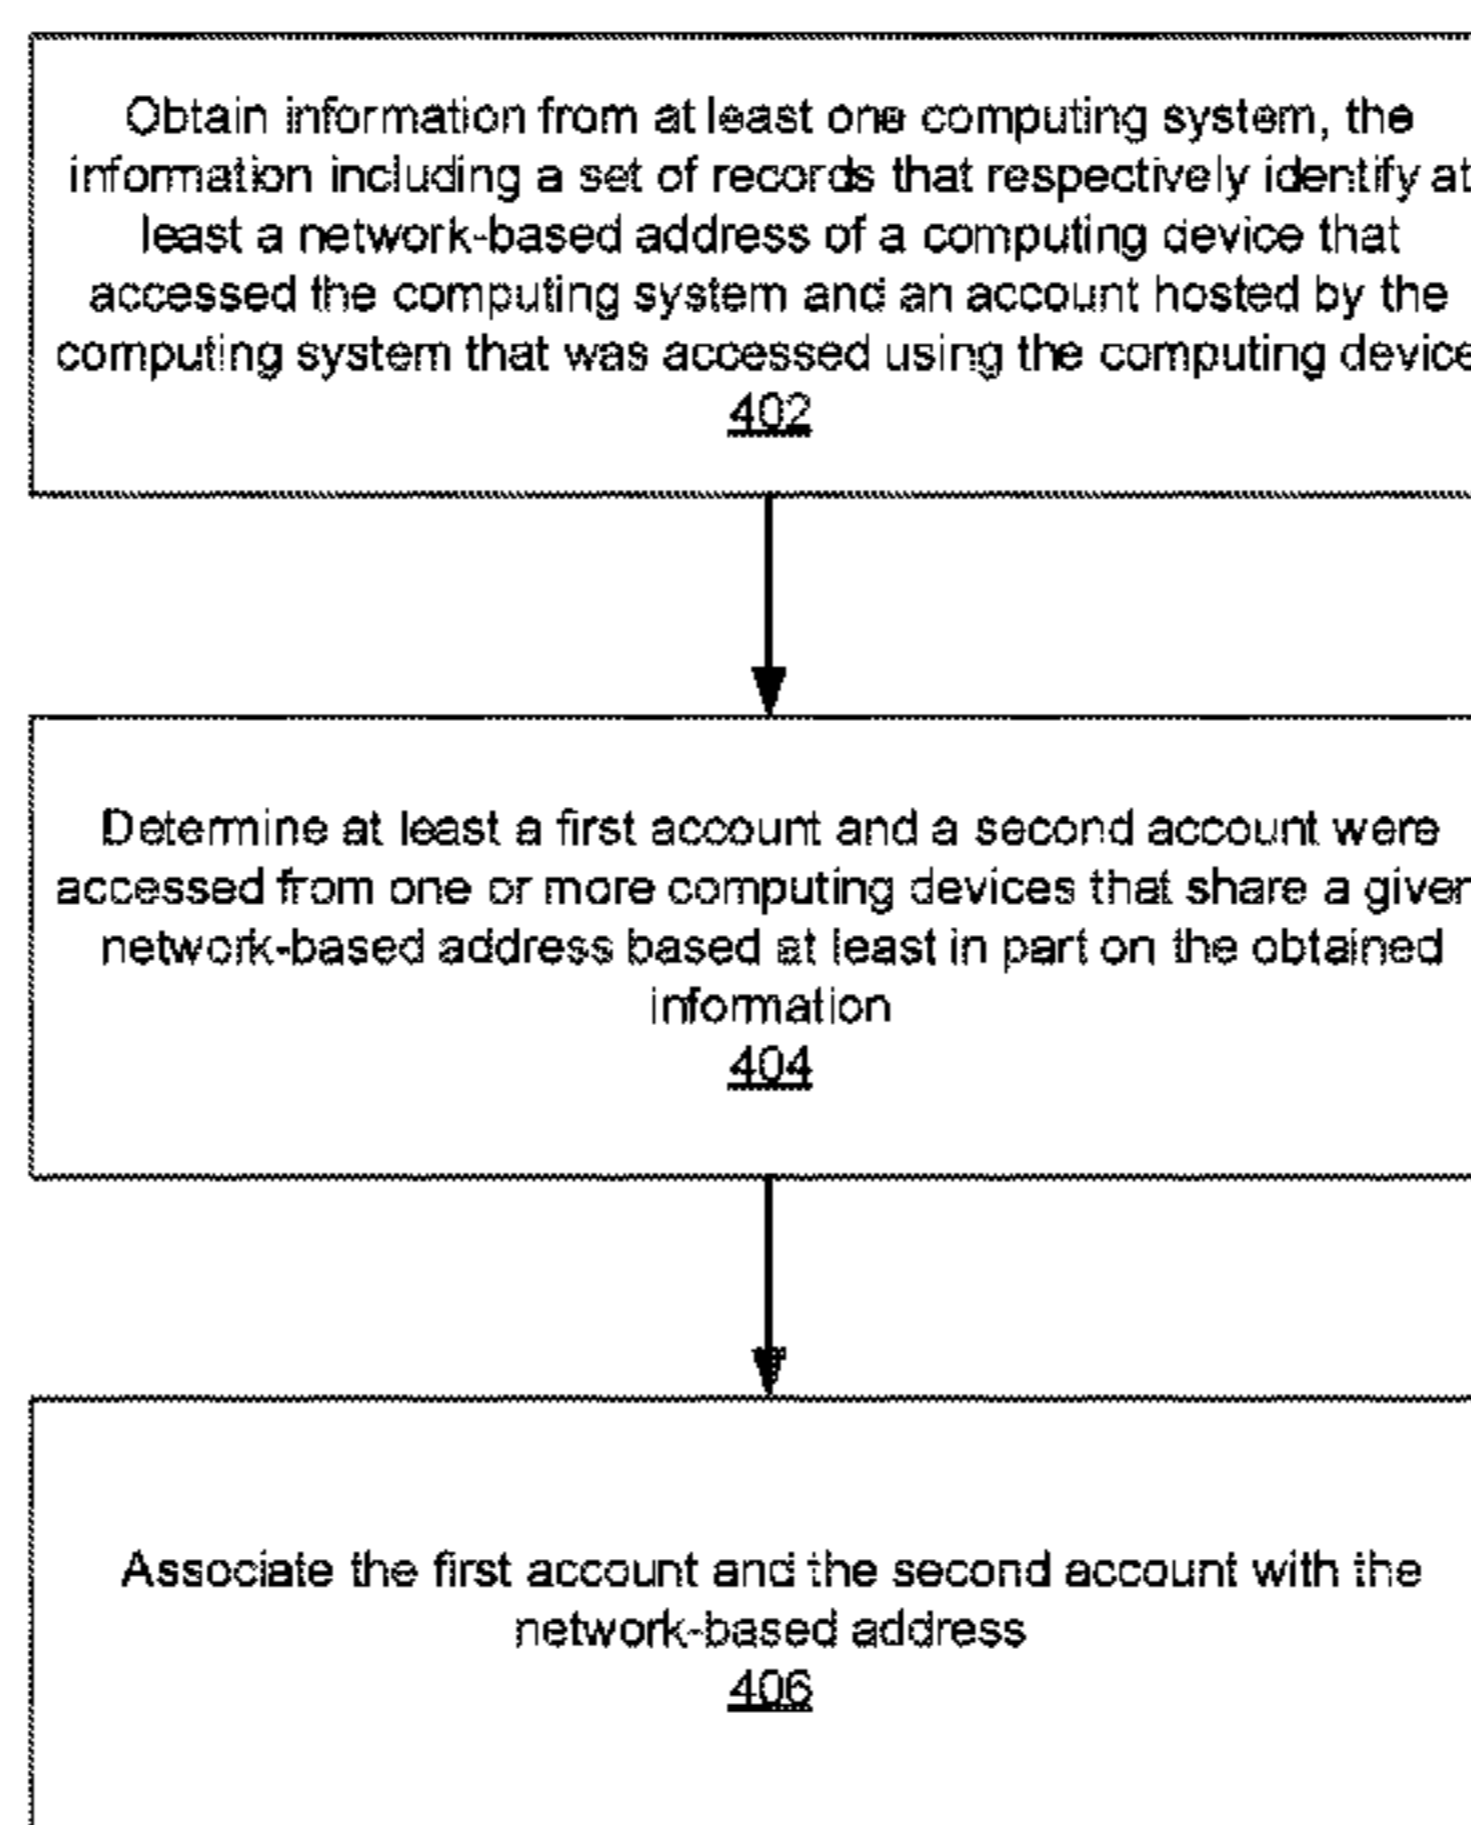 Obtain information from at least one computing system, the
information including a set of records that respectively identify at
least a network-based address of a computing device that
accessed the computing system and an account hosted by the
computing system that was accessed using the computing device
402
Determine at least a first account and a second account were
accessed from one or more computing devices that share a given
network-based address based at least in part on the obtained
information
404
Associate the first account and the second account with the
network-based address
406